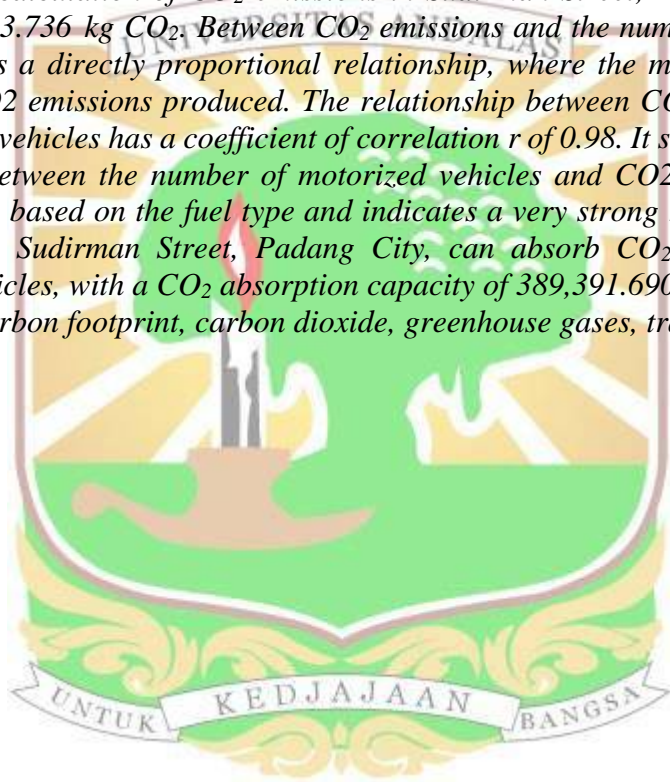 3.736 kg CO2. Between CO2 emissions and the num
UNIVERSITAS ANDALAS
s a directly proportional relationship, where the m
2 emissions produced. The relationship between C
vehicles has a coefficient of correlation r of 0.98. It s
etween the number of motorized vehicles and CO2
based on the fuel type and indicates a very strong
Sudirman Street, Padang City, can absorb CO2
icles, with a CO2 absorption capacity of 389,391.690
rbon footprint, carbon dioxide, greenhouse gases, tr
UNTUK KEDJAJAAN BANGSA